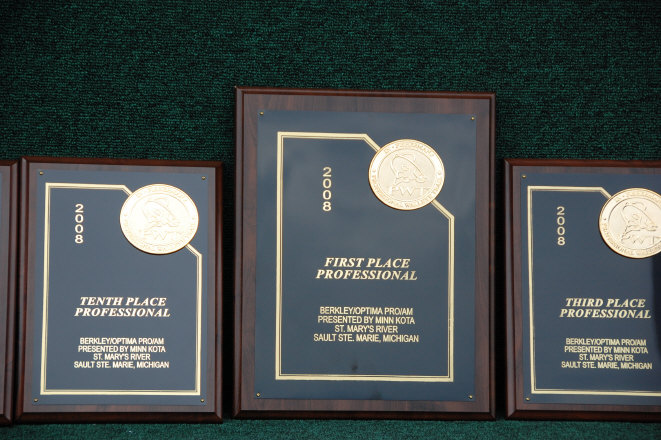 2008
TENTH PLACE
PROFESSIONAL
BERKLEY/OPTIMA PRO/AM
PRESENTED BY MINN KOTA
ST. MARY'S RIVER
SAULT STE. MARIE, MICHIGAN
2008
FIRST PLACE
PROFESSIONAL
BERKLEY/OPTIMA PRO/AM
PRESENTED BY MINN KOTA
ST. MARY'S RIVER
SAULT STE. MARIE, MICHIGAN
2008
THIRD PLACE
PROFESSIONAL
BERKLEY/OPTIMA PRO/AM
PRESENTED BY MINN KOTA
ST. MARY'S RIVER
SAULT STE. MARIE, MICHIGAN